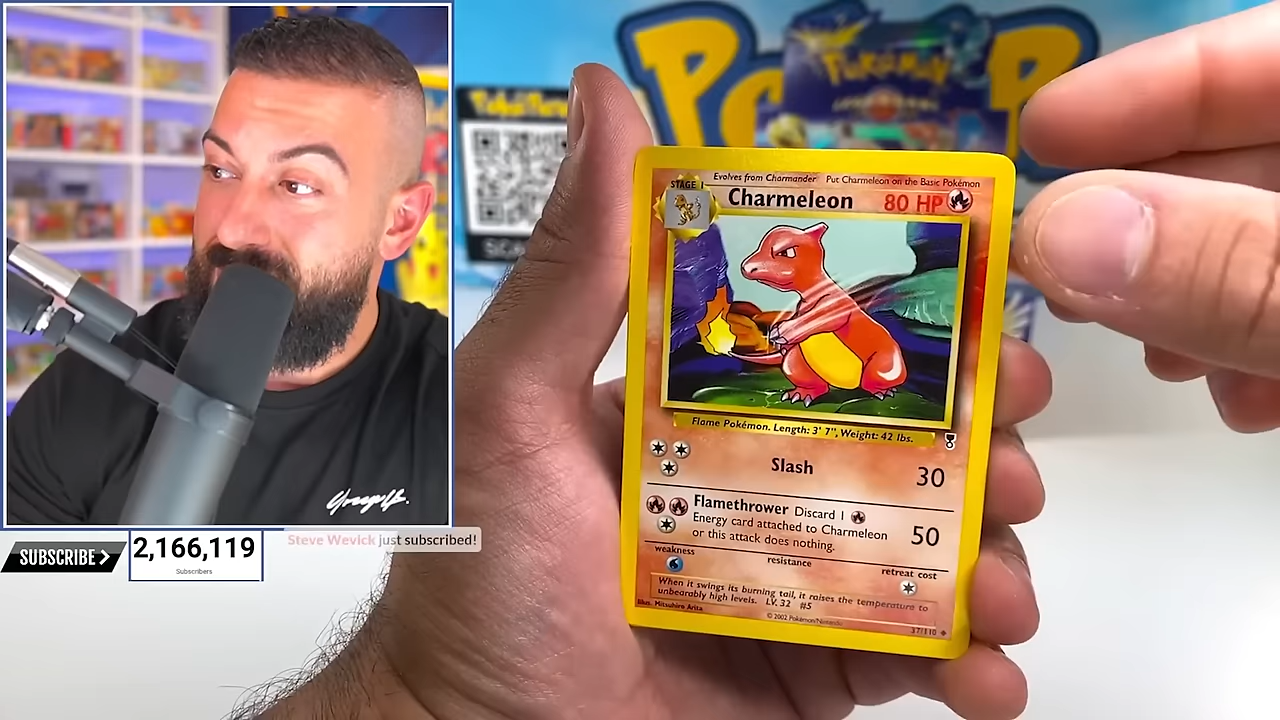 POKÉMON
Evolves from Charmander Put Charmeleon on the Basic Pokémon
STAGE 1
Charmeleon 80 HP
Flame Pokémon. Length: 3' 7", Weight: 42 lbs.
Slash 30
Flamethrower Discard 1
Energy card attached to Charmeleon
or this attack does nothing.
50
weakness
resistance
retreat cost
When it swings its burning tail, it raises the temperature to
unbearably high levels. LV. 32 #5
Illus. Mitsuhiro Arita
© 2002 Pokémon/Nintendo
37/110
SUBSCRIBE
2,166,119
Subscribers
Steve Wevick just subscribed!